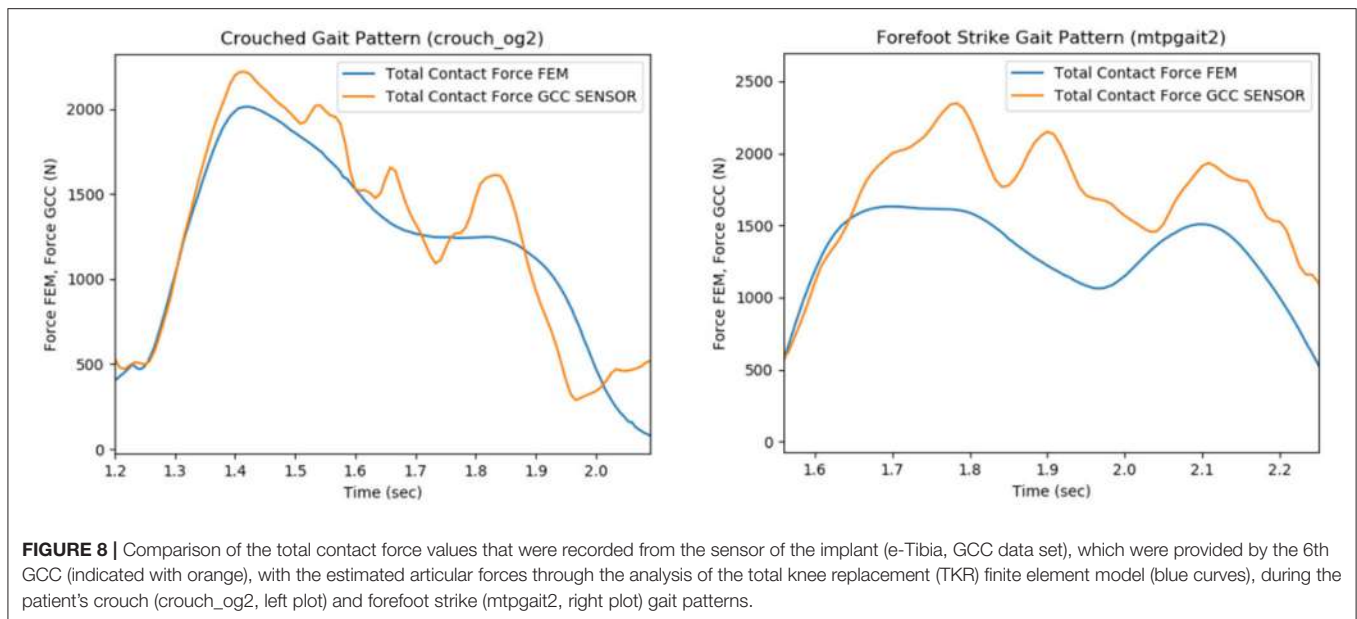 Crouched Gait Pattern (crouch_og2)
Total Contact Force FEM
Total Contact Force GCC SENSOR
Force FEM, Force GCC (N)
2000
1500
1000
500
0
1.2 1.3 1.4 1.5 1.6 1.7 1.8 1.9 2.0
Time (sec)
Forefoot Strike Gait Pattern (mtpgait2)
Total Contact Force FEM
Total Contact Force GCC SENSOR
Force FEM, Force GCC (N)
2500
2000
1500
1000
500
0
1.6 1.7 1.8 1.9 2.0 2.1 2.2
Time (sec)
FIGURE 8 | Comparison of the total contact force values that were recorded from the sensor of the implant (e-Tibia, GCC data set), which were provided by the 6th
GCC (indicated with orange), with the estimated articular forces through the analysis of the total knee replacement (TKR) finite element model (blue curves), during the
patient's crouch (crouch_og2, left plot) and forefoot strike (mtpgait2, right plot) gait patterns.